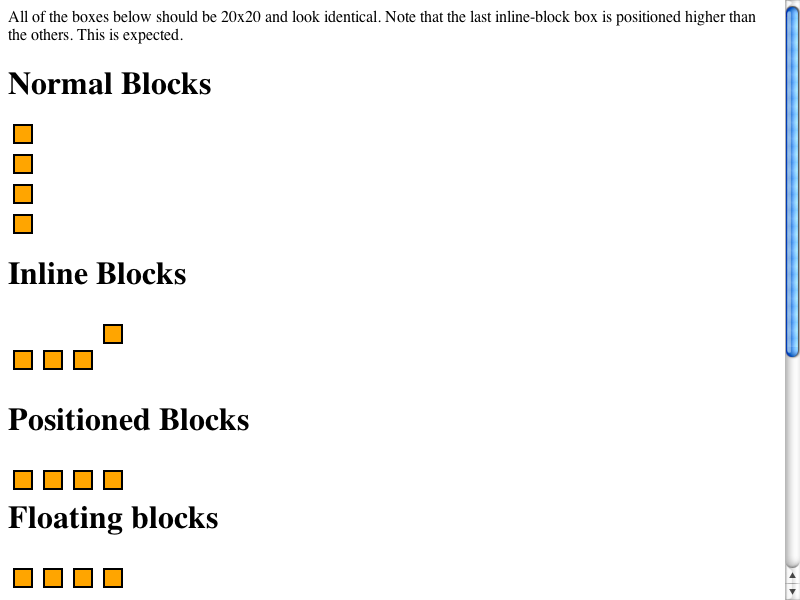 All of the boxes below should be 20x20 and look identical. Note that the last inline-block box is positioned higher than
the others. This is expected.
Normal Blocks
Inline Blocks
Positioned Blocks
Floating blocks